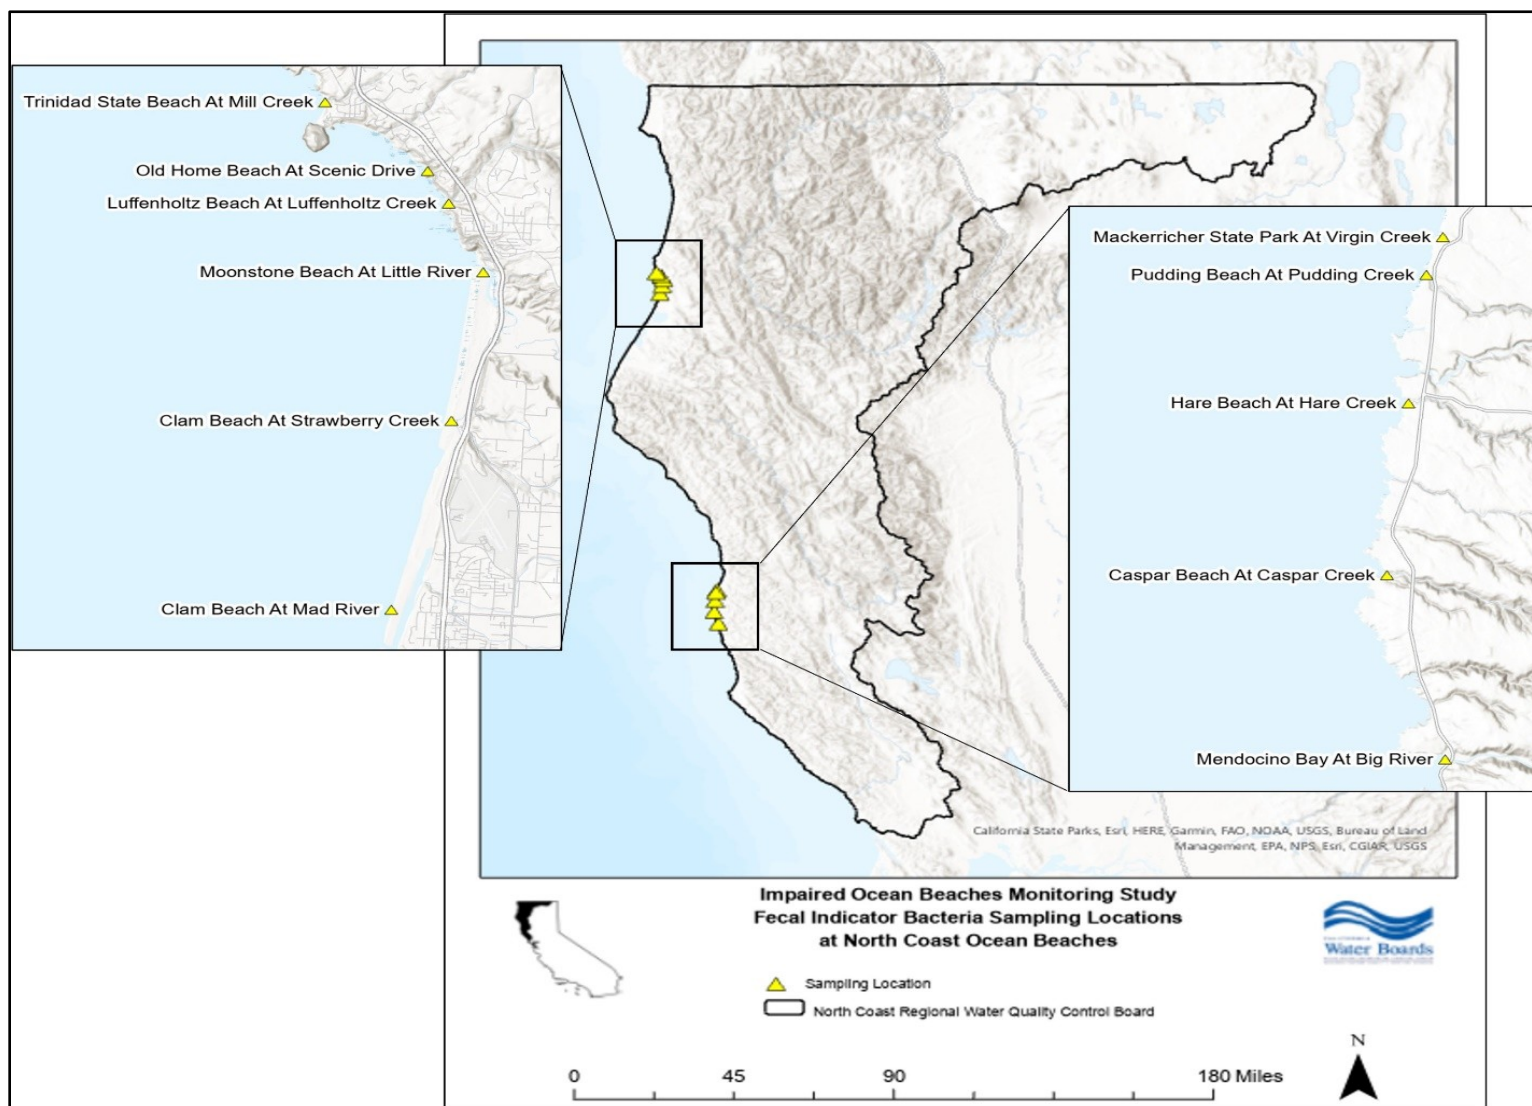 Trinidad State Beach At Mill Creek
Old Home Beach At Scenic Drive
Luffenholtz Beach At Luffenholtz Creek
Moonstone Beach At Little River
Clam Beach At Strawberry Creek
Clam Beach At Mad River
Mackerricher State Park At Virgin Creek
Pudding Beach At Pudding Creek
Hare Beach At Hare Creek
Caspar Beach At Caspar Creek
Mendocino Bay At Big River
California State Parks, Esri, HERE, Garmin, FAO, NOAA, USGS, Bureau of Land
Management, EPA, NPS, Esri, CGIAR, USGS
Impaired Ocean Beaches Monitoring Study
Fecal Indicator Bacteria Sampling Locations
at North Coast Ocean Beaches
Water Boards
Sampling Location
North Coast Regional Water Quality Control Board
N
0 45 90 180 Miles